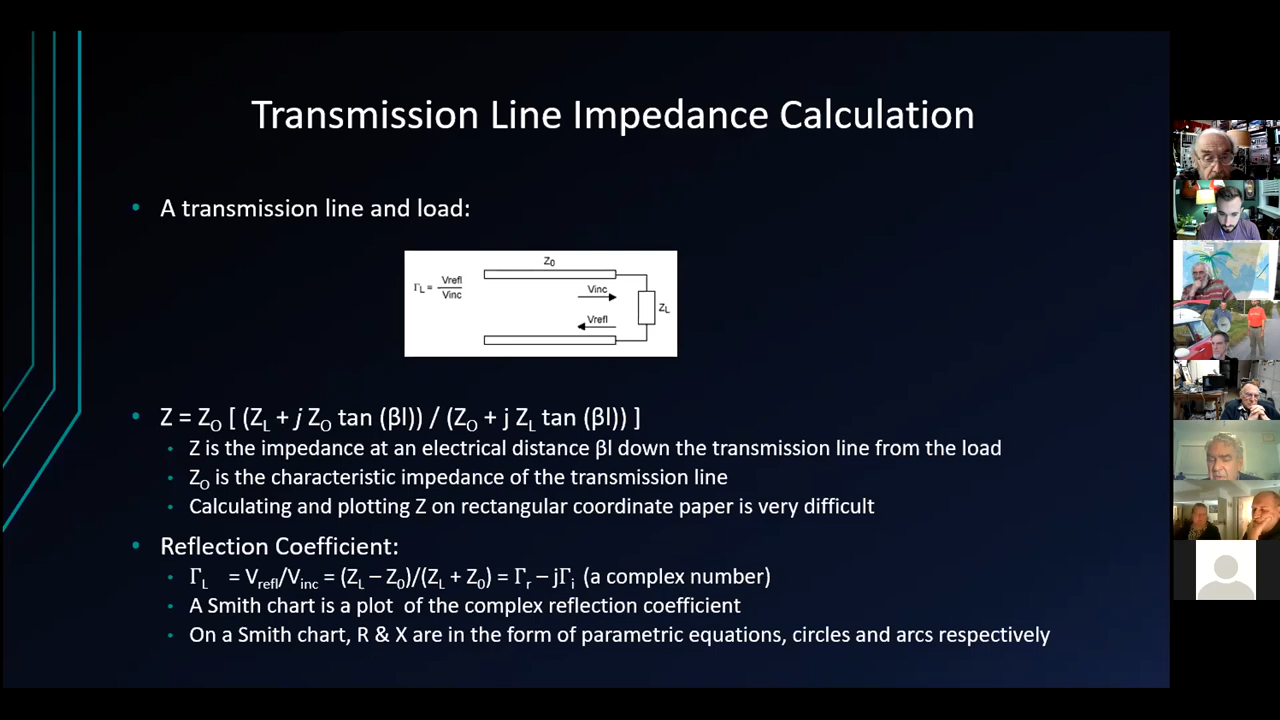 Transmission Line Impedance Calculation
• A transmission line and load:
Z0
ΓL = Vrefl
Vinc
Vinc
Vrefl
ZL
• Z = ZO [ (ZL + j ZO tan (βl)) / (ZO + j ZL tan (βl)) ]
• Z is the impedance at an electrical distance βl down the transmission line from the load
• ZO is the characteristic impedance of the transmission line
• Calculating and plotting Z on rectangular coordinate paper is very difficult
• Reflection Coefficient:
• ΓL = Vrefl/Vinc = (ZL – Z0)/(ZL + Z0) = Γr – jΓi (a complex number)
• A Smith chart is a plot of the complex reflection coefficient
• On a Smith chart, R & X are in the form of parametric equations, circles and arcs respectively